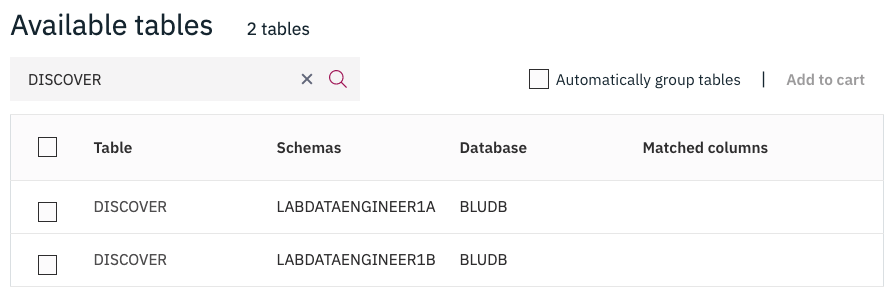 Available tables 2 tables
DISCOVER
Automatically group tables | Add to cart
Table Schemas Database Matched columns
DISCOVER LABDATAENGINEER1A BLUDB
DISCOVER LABDATAENGINEER1B BLUDB